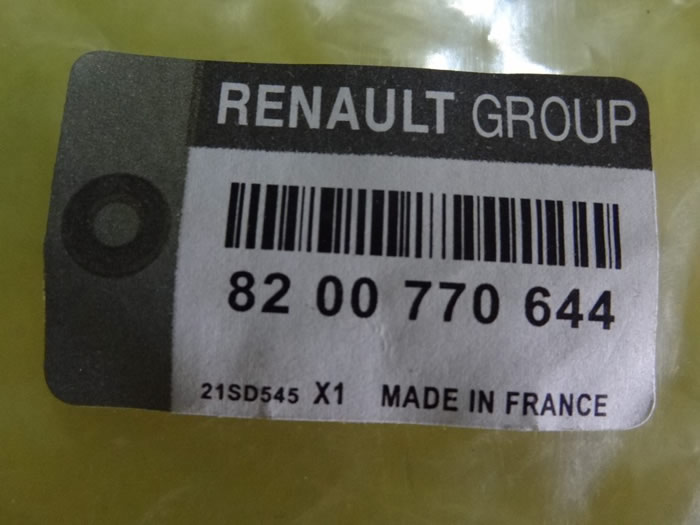 RENAULT GROUP
82 00 770 644
21SD545 X1 MADE IN FRANCE